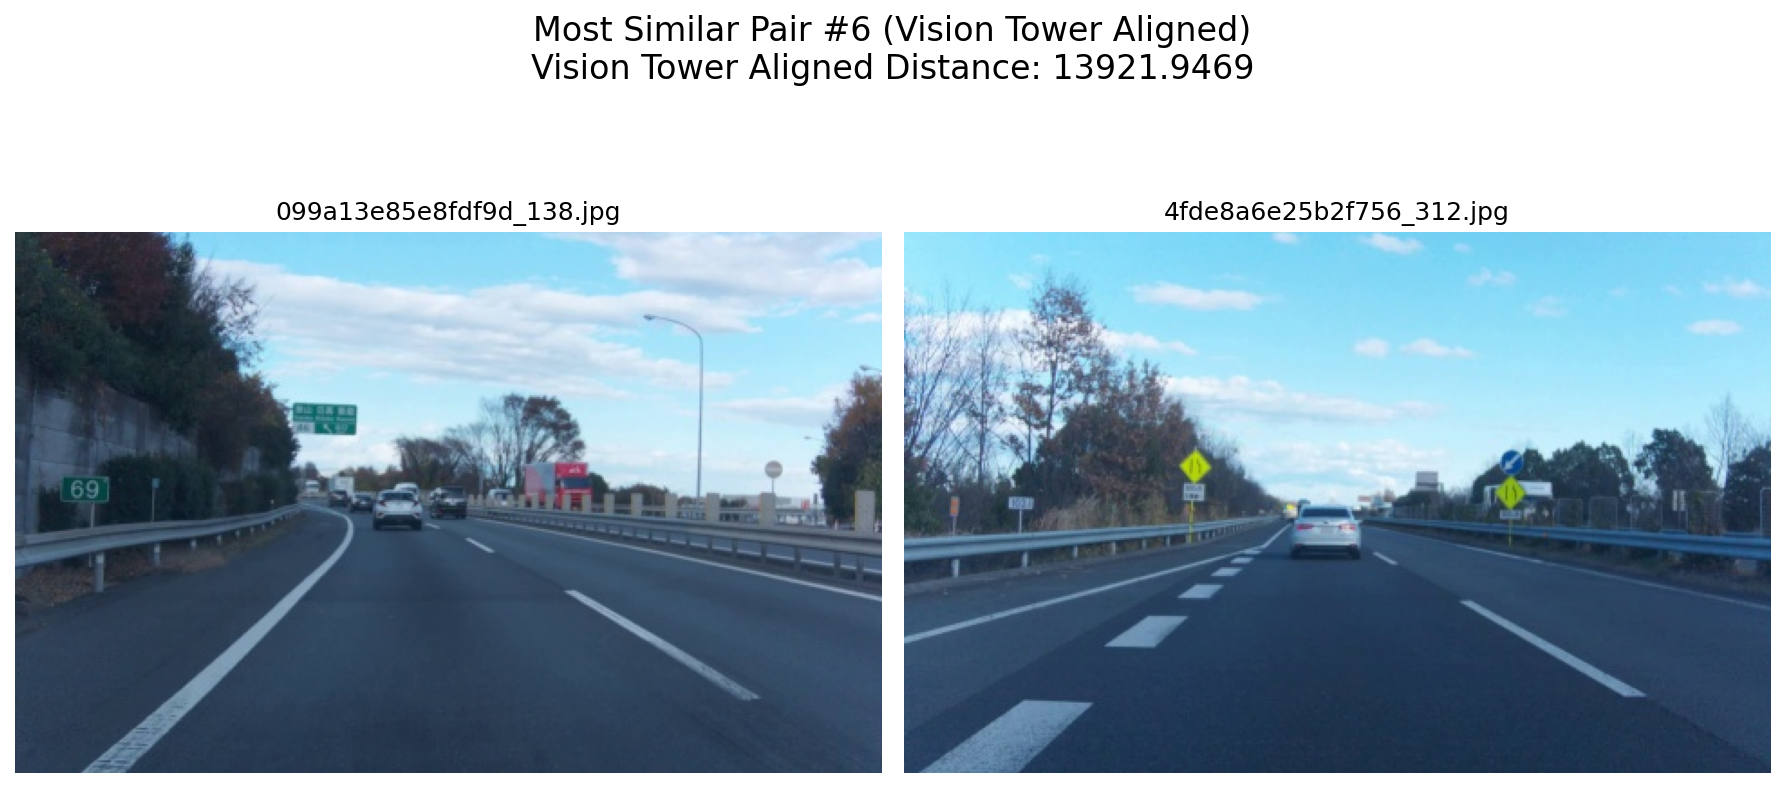 Most Similar Pair #6 (Vision Tower Aligned)
Vision Tower Aligned Distance: 13921.9469
099a13e85e8fdf9d_138.jpg
4fde8a6e25b2f756_312.jpg
69